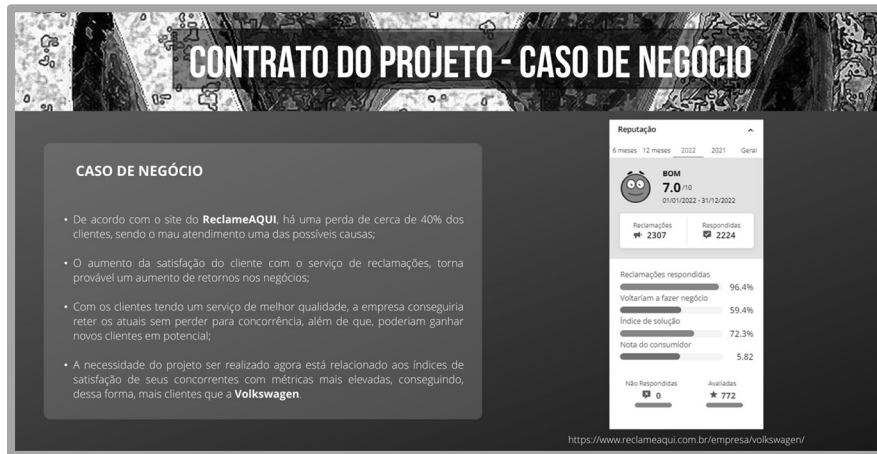 CONTRATO DO PROJETO - CASO DE NEGÓCIO
CASO DE NEGÓCIO
• De acordo com o site do ReclameAQUI, há uma perda de cerca de 40% dos
clientes, sendo o mau atendimento uma das possíveis causas;
• O aumento da satisfação do cliente com o serviço de reclamações, torna
provável um aumento de retornos nos negócios;
• Com os clientes tendo um serviço de melhor qualidade, a empresa conseguiria
reter os atuais sem perder para concorrência, além de que, poderiam ganhar
novos clientes em potencial;
• A necessidade do projeto ser realizado agora está relacionado aos índices de
satisfação de seus concorrentes com métricas mais elevadas, conseguindo,
dessa forma, mais clientes que a Volkswagen.
Reputação
6 meses 12 meses 2022 2021 Geral
BOM
7.0/10
01/01/2022 - 31/12/2022
Reclamações Respondidas
2307 2224
Reclamações respondidas
96.4%
Voltariam a fazer negócio
59.4%
Índice de solução
72.3%
Nota do consumidor
5.82
Não Respondidas Avaliadas
0 772
https://www.reclameaqui.com.br/empresa/volkswagen/